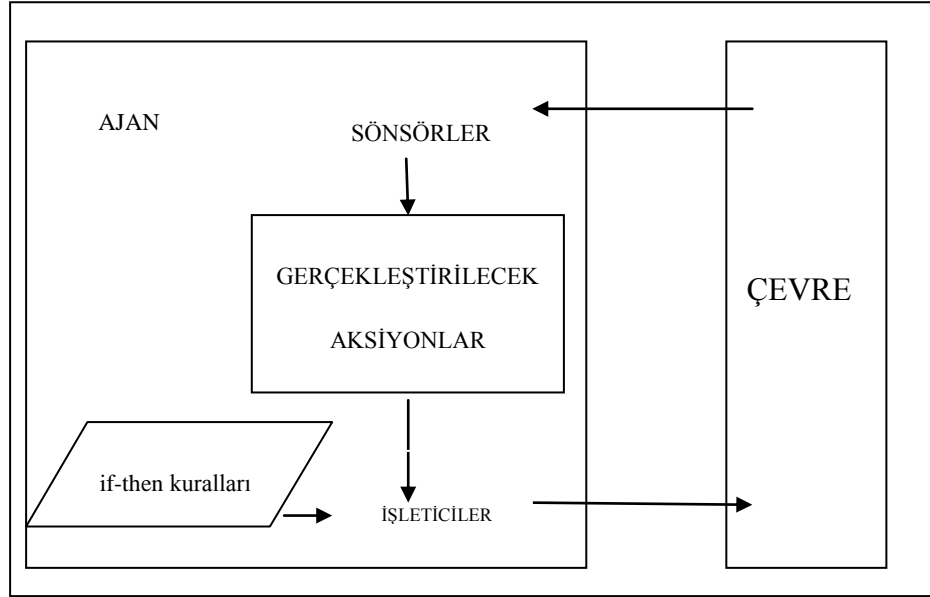 AJAN
SÖNSÖRLER
GERÇEKLEŞTİRİLECEK
AKSİYONLAR
ÇEVRE
if-then kuralları
İŞLETİCİLER